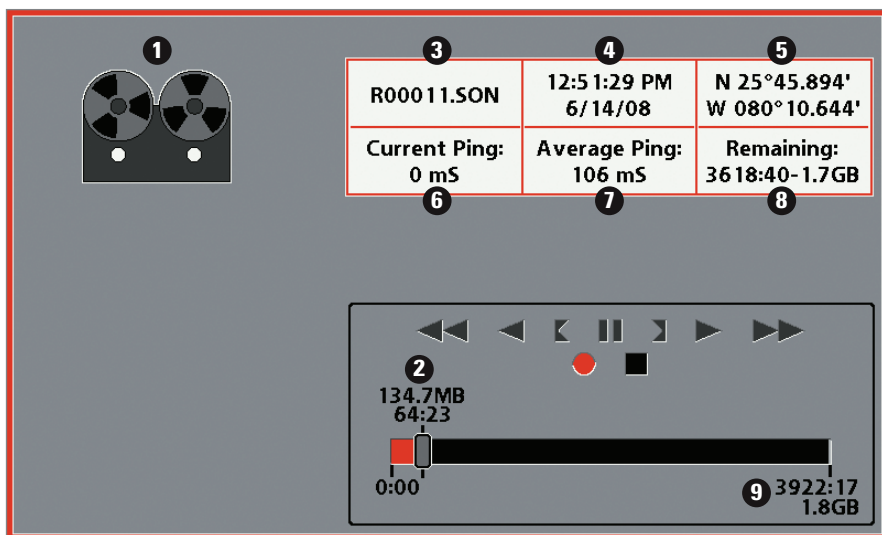 1
3
4
5
R00011.SON
12:51:29 PM
6/14/08
N 25°45.894'
W 080°10.644'
Current Ping:
0 mS
Average Ping:
106 mS
Remaining:
3618:40-1.7GB
6
7
8
2
134.7MB
64:23
0:00
9
3922:17
1.8GB